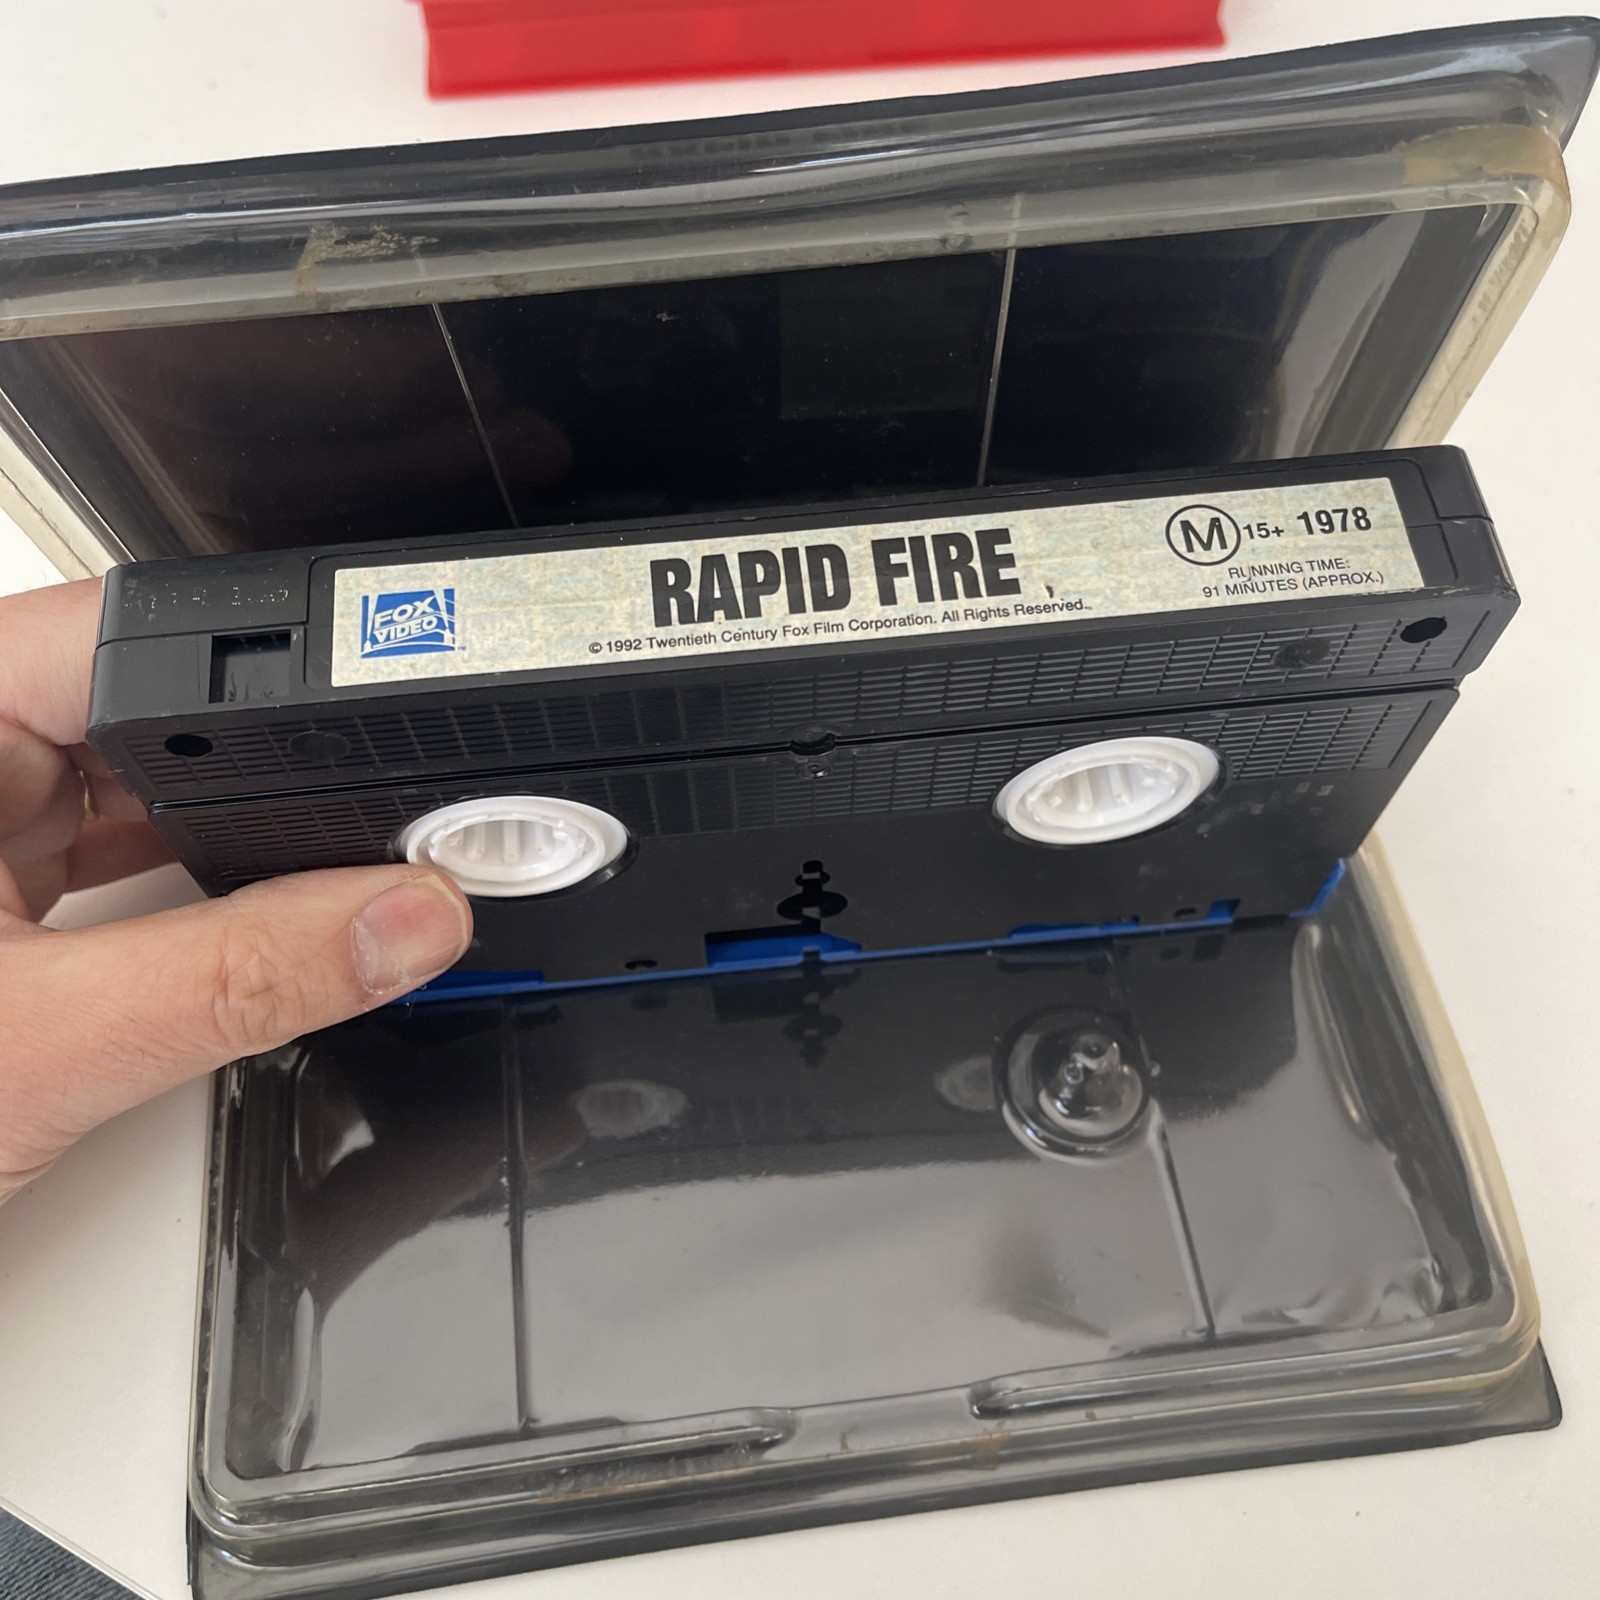 FOX
VIDEO
RAPID FIRE
© 1992 Twentieth Century Fox Film Corporation. All Rights Reserved.
M 15+ 1978
RUNNING TIME:
91 MINUTES (APPROX.)